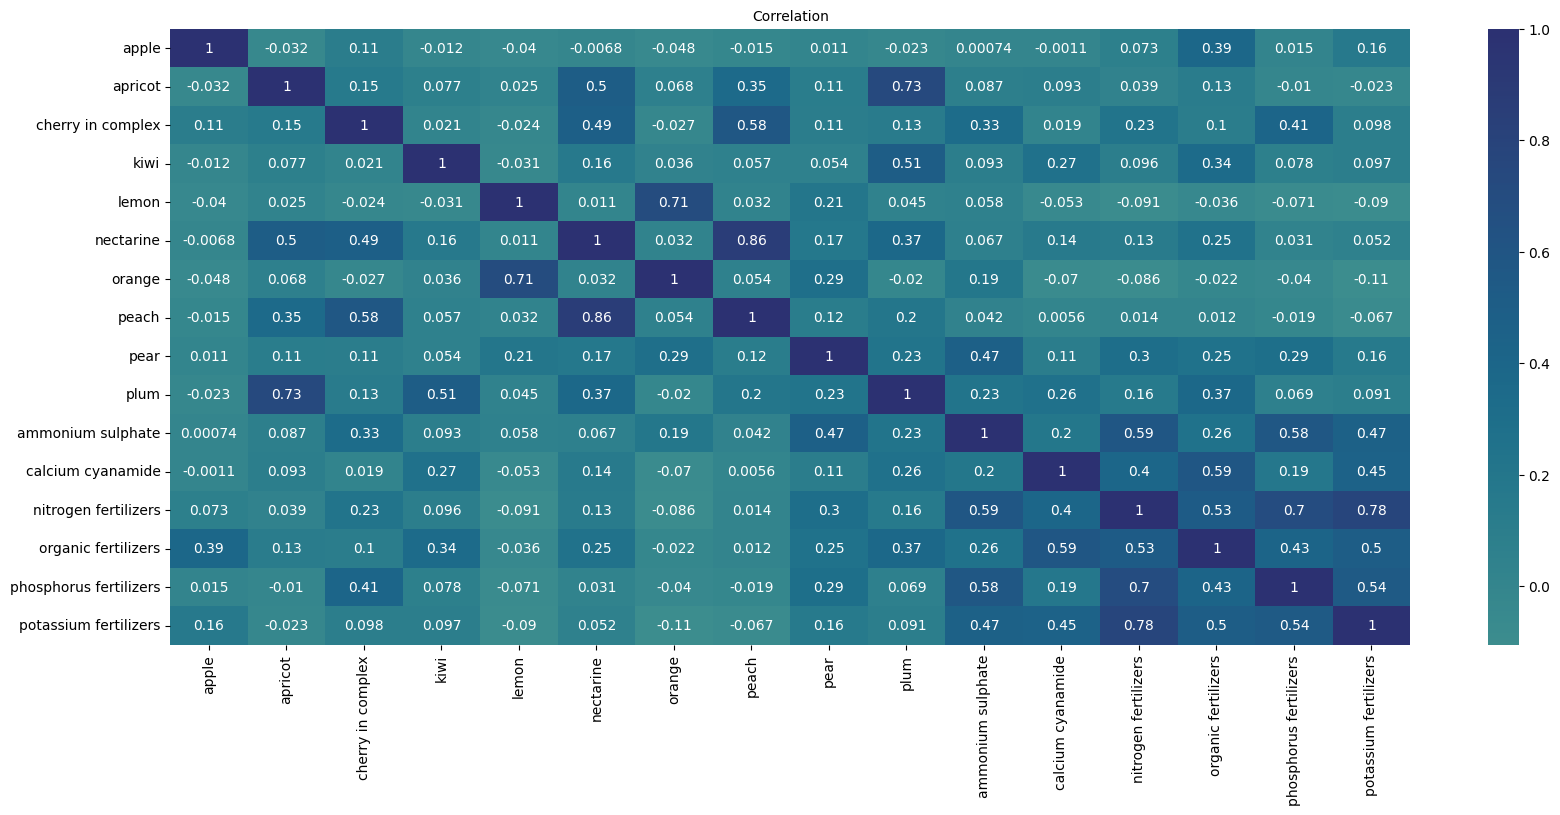 Correlation
apple 1 -0.032 0.11 -0.012 -0.04 -0.0068 -0.048 -0.015 0.011 -0.023 0.00074 -0.0011 0.073 0.39 0.015 0.16
apricot -0.032 1 0.15 0.077 0.025 0.5 0.068 0.35 0.11 0.73 0.087 0.093 0.039 0.13 -0.01 -0.023
cherry in complex 0.11 0.15 1 0.021 -0.024 0.49 -0.027 0.58 0.11 0.13 0.33 0.019 0.23 0.1 0.41 0.098
kiwi -0.012 0.077 0.021 1 -0.031 0.16 0.036 0.057 0.054 0.51 0.093 0.27 0.096 0.34 0.078 0.097
lemon -0.04 0.025 -0.024 -0.031 1 0.011 0.71 0.032 0.21 0.045 0.058 -0.053 -0.091 -0.036 -0.071 -0.09
nectarine -0.0068 0.5 0.49 0.16 0.011 1 0.032 0.86 0.17 0.37 0.067 0.14 0.13 0.25 0.031 0.052
orange -0.048 0.068 -0.027 0.036 0.71 0.032 1 0.054 0.29 -0.02 0.19 -0.07 -0.086 -0.022 -0.04 -0.11
peach -0.015 0.35 0.58 0.057 0.032 0.86 0.054 1 0.12 0.2 0.042 0.0056 0.014 0.012 -0.019 -0.067
pear 0.011 0.11 0.11 0.054 0.21 0.17 0.29 0.12 1 0.23 0.47 0.11 0.3 0.25 0.29 0.16
plum -0.023 0.73 0.13 0.51 0.045 0.37 -0.02 0.2 0.23 1 0.23 0.26 0.16 0.37 0.069 0.091
ammonium sulphate 0.00074 0.087 0.33 0.093 0.058 0.067 0.19 0.042 0.47 0.23 1 0.2 0.59 0.26 0.58 0.47
calcium cyanamide -0.0011 0.093 0.019 0.27 -0.053 0.14 -0.07 0.0056 0.11 0.26 0.2 1 0.4 0.59 0.19 0.45
nitrogen fertilizers 0.073 0.039 0.23 0.096 -0.091 0.13 -0.086 0.014 0.3 0.16 0.59 0.4 1 0.53 0.7 0.78
organic fertilizers 0.39 0.13 0.1 0.34 -0.036 0.25 -0.022 0.012 0.25 0.37 0.26 0.59 0.53 1 0.43 0.5
phosphorus fertilizers 0.015 -0.01 0.41 0.078 -0.071 0.031 -0.04 -0.019 0.29 0.069 0.58 0.19 0.7 0.43 1 0.54
potassium fertilizers 0.16 -0.023 0.098 0.097 -0.09 0.052 -0.11 -0.067 0.16 0.091 0.47 0.45 0.78 0.5 0.54 1
apple
apricot
cherry in complex
kiwi
lemon
nectarine
orange
peach
pear
plum
ammonium sulphate
calcium cyanamide
nitrogen fertilizers
organic fertilizers
phosphorus fertilizers
potassium fertilizers
1.0
0.8
0.6
0.4
0.2
0.0